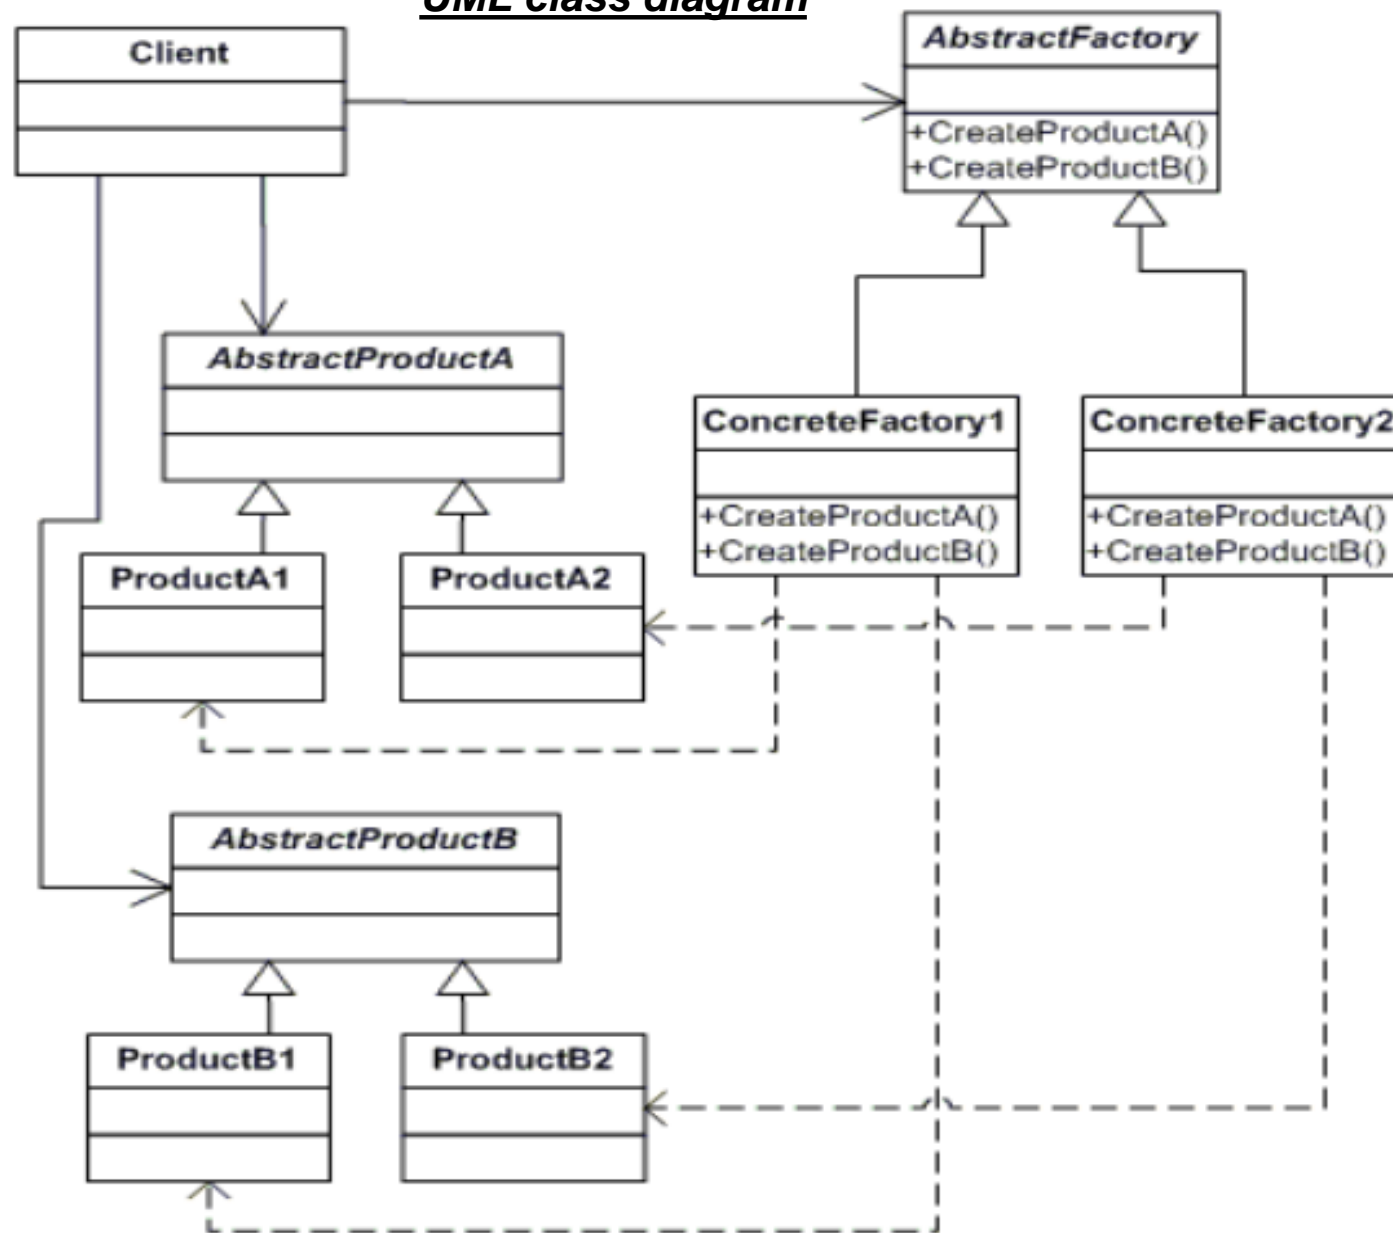 UML class diagram
Client
AbstractFactory
+CreateProductA()
+CreateProductB()
AbstractProductA
ConcreteFactory1
+CreateProductA()
+CreateProductB()
ConcreteFactory2
+CreateProductA()
+CreateProductB()
ProductA1
ProductA2
AbstractProductB
ProductB1
ProductB2